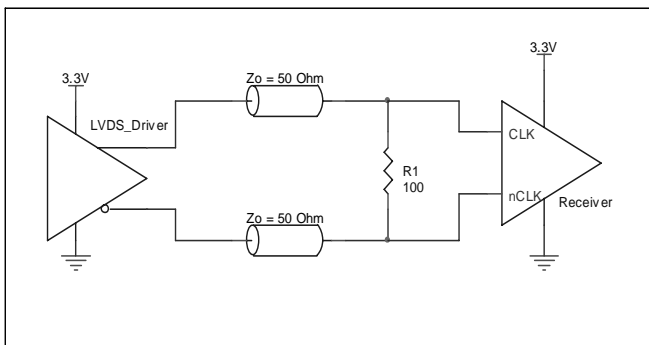 3.3V
LVDS_Driver
Zo = 50 Ohm
Zo = 50 Ohm
R1
100
3.3V
CLK
nCLK
Receiver